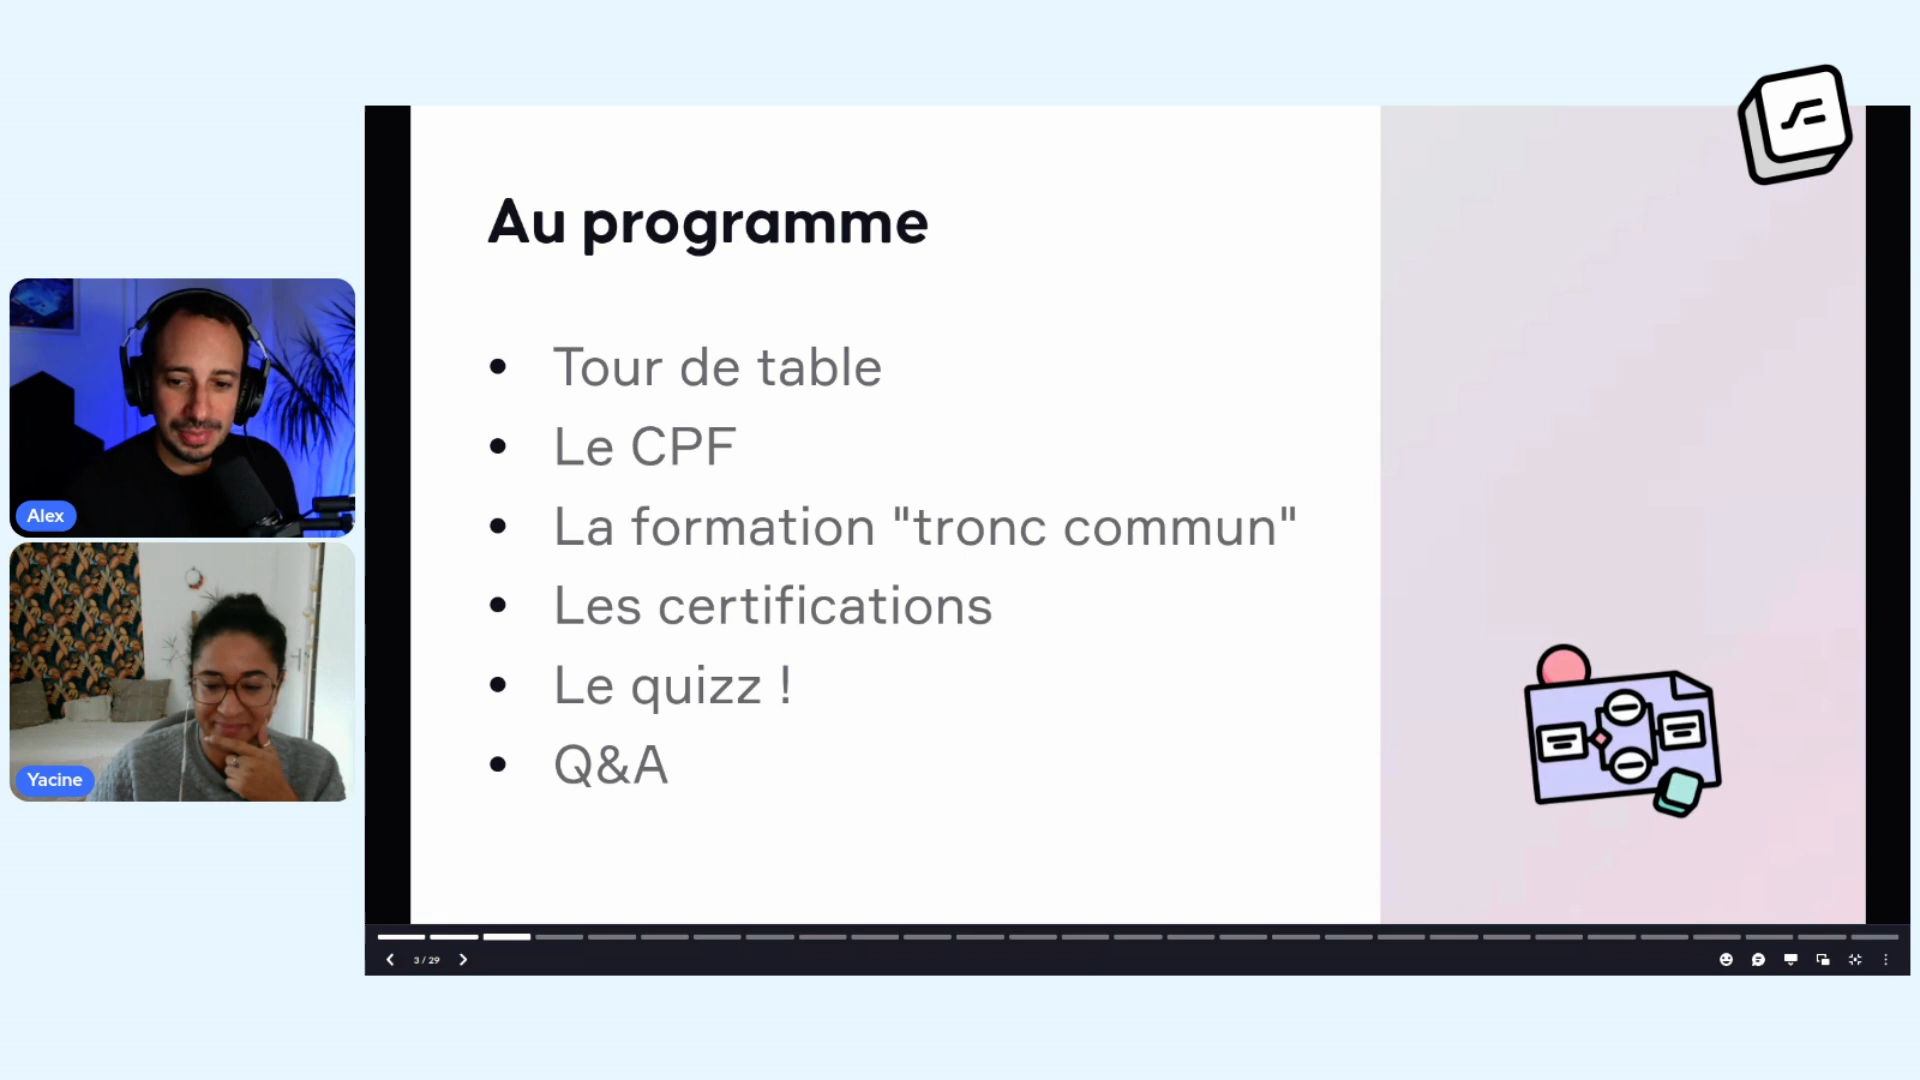 Au programme
Tour de table
Le CPF
La formation "tronc commun"
Les certifications
Le quizz !
Q&A
Alex
Yacine
3 / 29